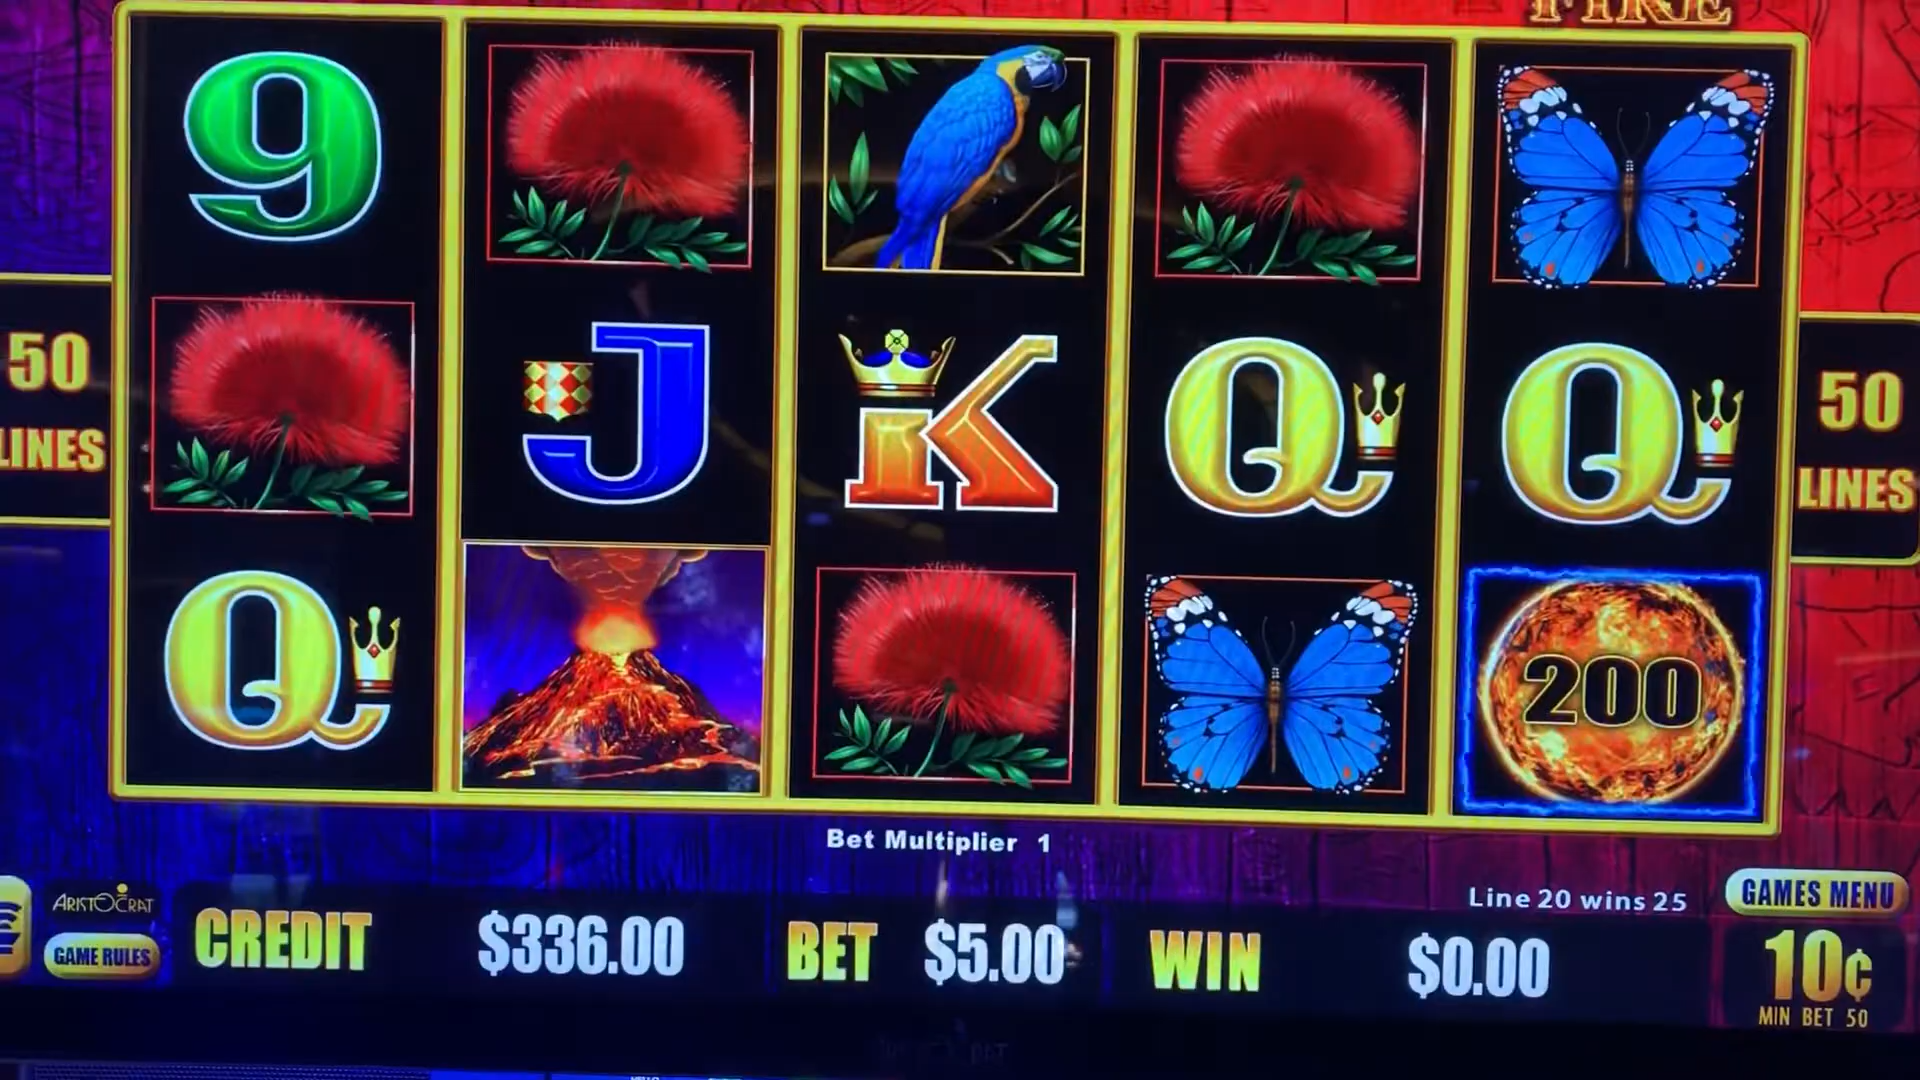 FIRE
9
J
K
Q
Q
Q
200
50
LINES
50
LINES
Bet Multiplier 1
Line 20 wins 25
GAMES MENU
ARISTOCRAT
GAME RULES
CREDIT $336.00
BET $5.00
WIN $0.00
10¢
MIN BET 50